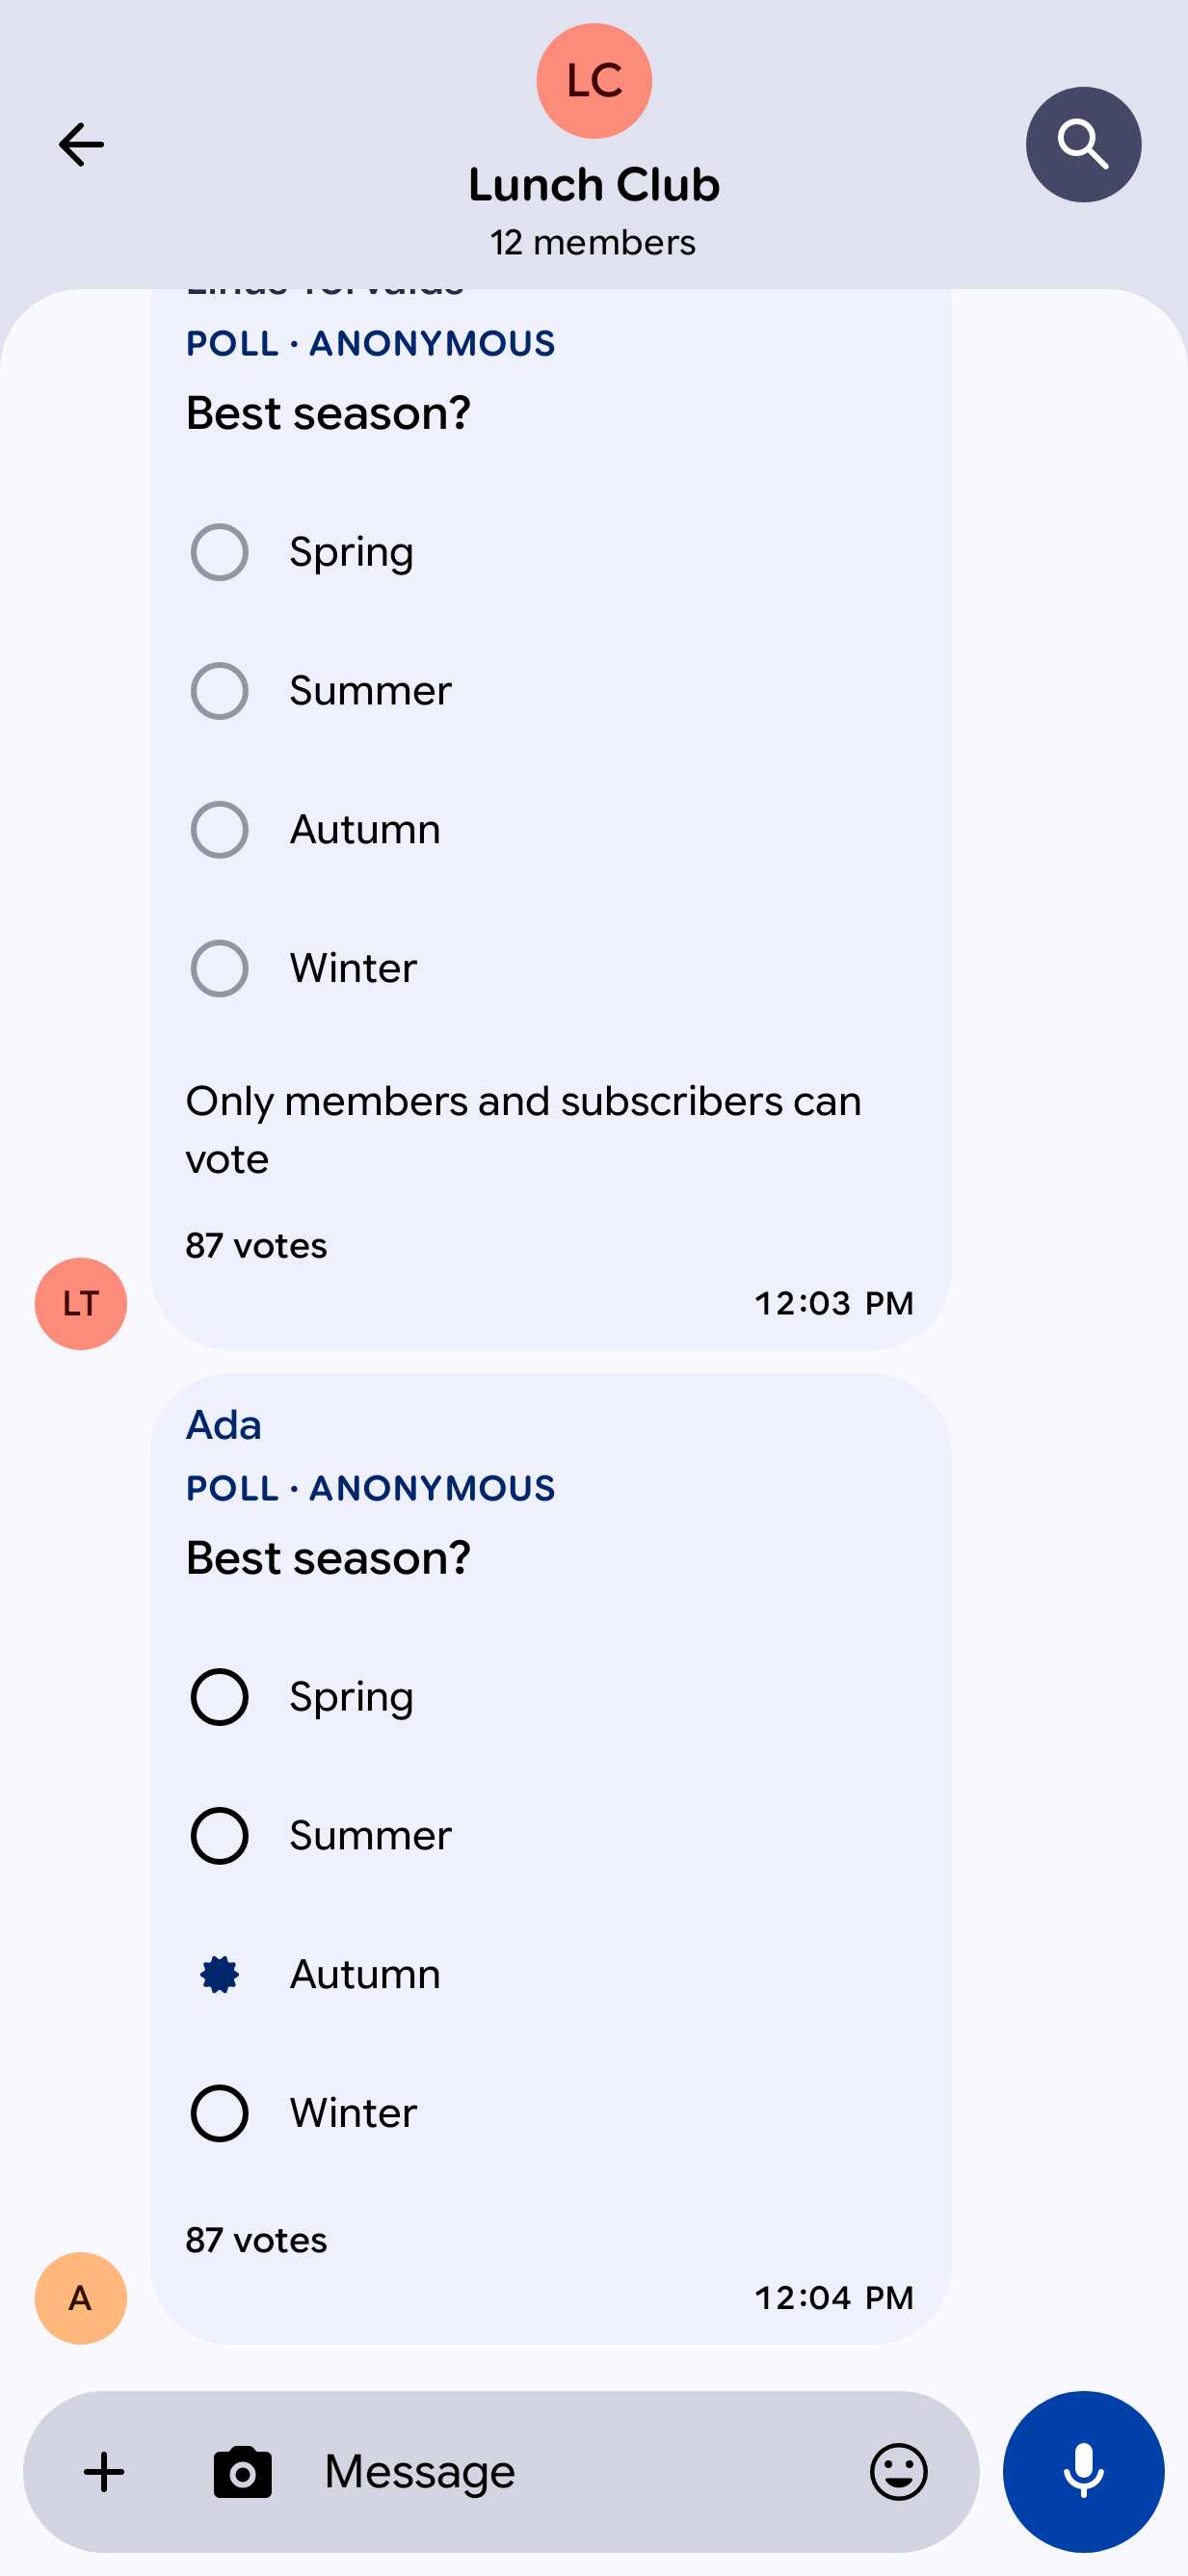 LC
Lunch Club
12 members
POLL · ANONYMOUS
Best season?
Spring
Summer
Autumn
Winter
Only members and subscribers can
vote
87 votes
LT
12:03 PM
Ada
POLL · ANONYMOUS
Best season?
Spring
Summer
Autumn
Winter
87 votes
A
12:04 PM
Message